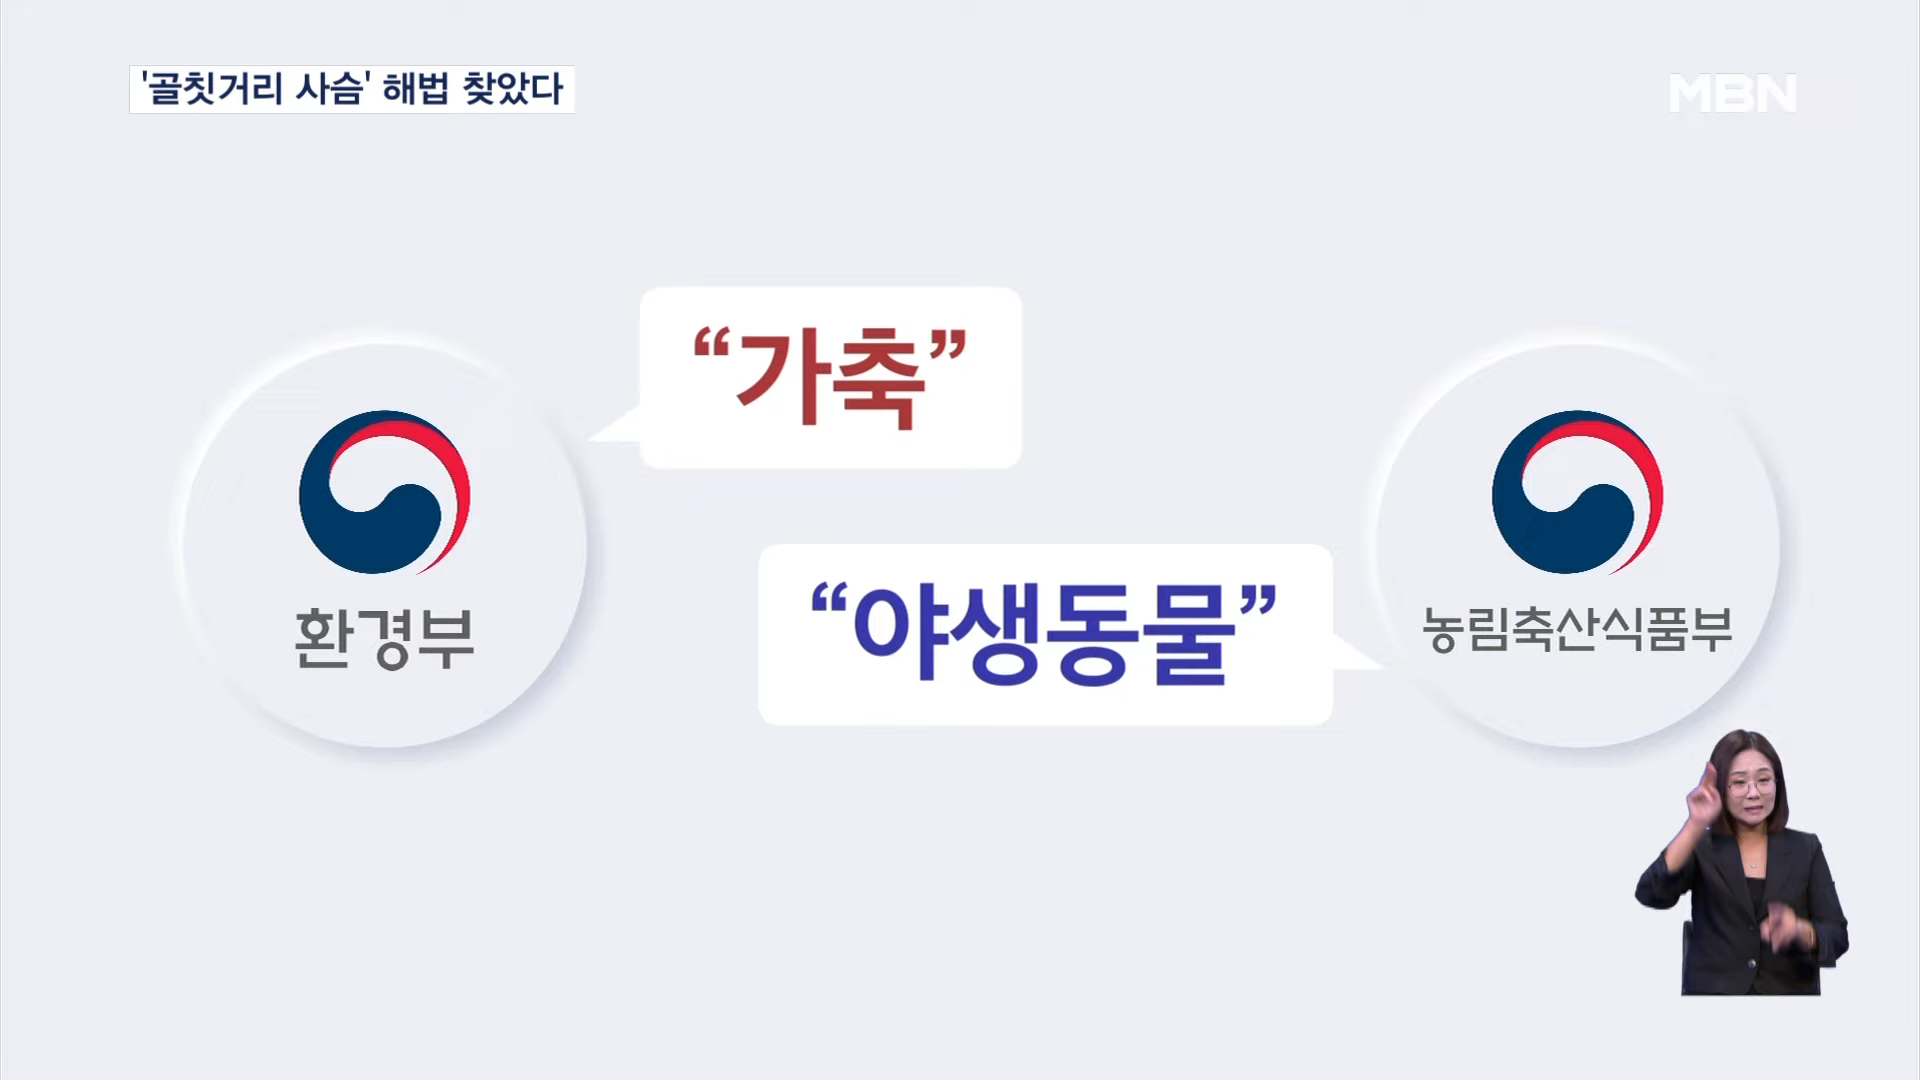 '골칫거리 사슴' 해법 찾았다
MBN
“가축”
환경부
“야생동물”
농림축산식품부